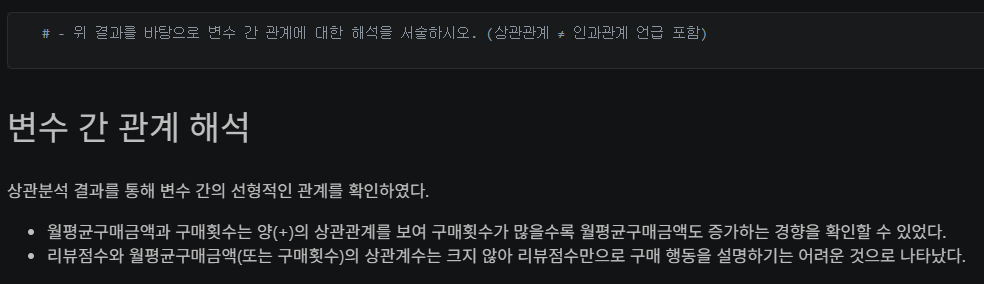 # - 위 결과를 바탕으로 변수 간 관계에 대한 해석을 서술하시오. (상관관계 ≠ 인과관계 언급 포함)
변수 간 관계 해석
상관분석 결과를 통해 변수 간의 선형적인 관계를 확인하였다.
• 월평균구매금액과 구매횟수는 양(+)의 상관관계를 보여 구매횟수가 많을수록 월평균구매금액도 증가하는 경향을 확인할 수 있었다.
• 리뷰점수와 월평균구매금액(또는 구매횟수)의 상관계수는 크지 않아 리뷰점수만으로 구매 행동을 설명하기는 어려운 것으로 나타났다.